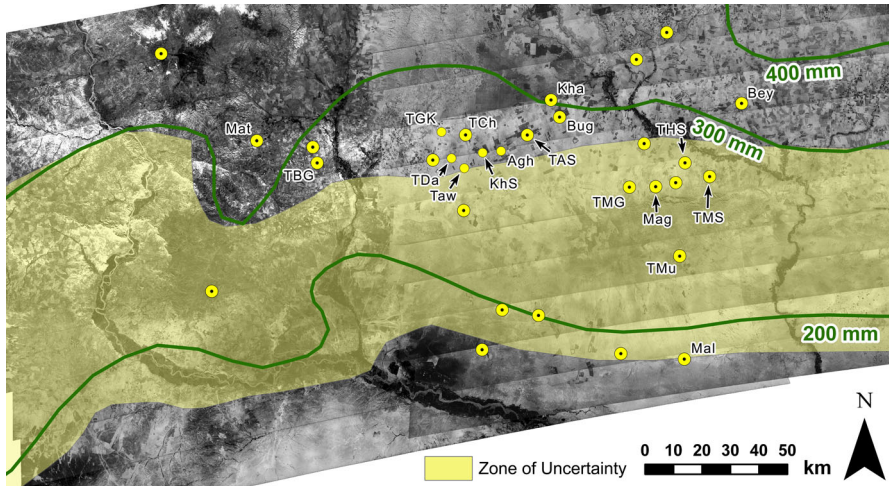 400 mm
Kha
Bey
TGK
TCh
Bug
Mat
THS
300 mm
TBG
TDa
Taw
KhS
Agh
TAS
TMG
Mag
TMS
TMu
200 mm
Mal
N
Zone of Uncertainty
0 10 20 30 40 50
km